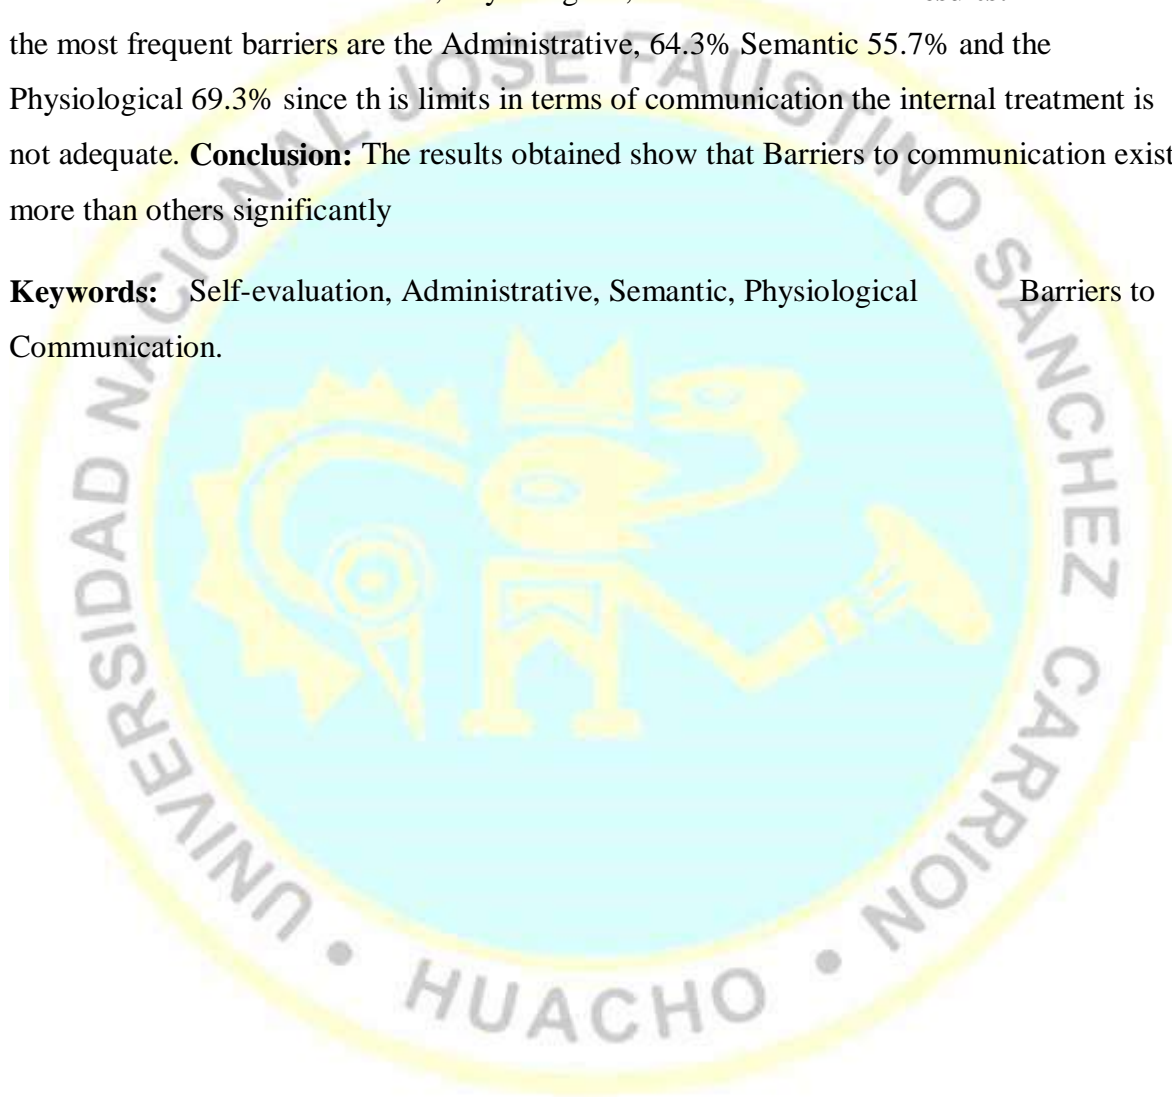 the most frequent barriers are the Administrative, 64.3% Semantic 55.7% and the
Physiological 69.3% since th is limits in terms of communication the internal treatment is
not adequate. Conclusion: The results obtained show that Barriers to communication exist
more than others significantly
Keywords: Self-evaluation, Administrative, Semantic, Physiological Barriers to
Communication.
UNIVERSIDAD NACIONAL JOSE FAUSTINO SANCHEZ CARRION • HUACHO •